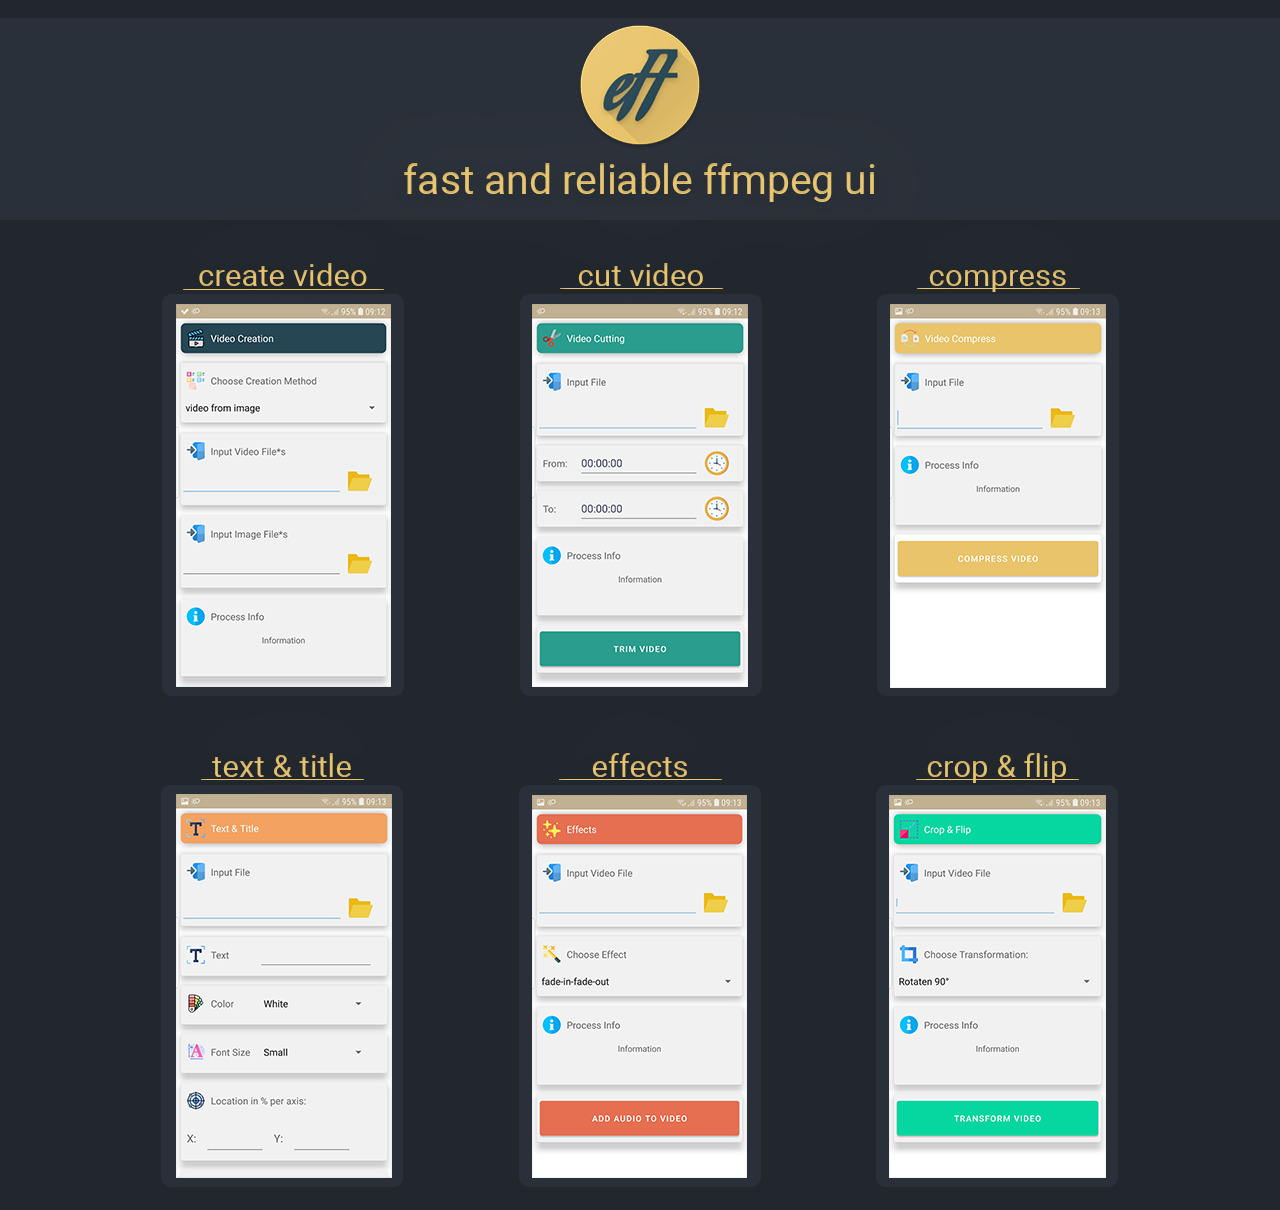 eff
fast and reliable ffmpeg ui
create video
95% 09:12
Video Creation
Choose Creation Method
video from image
Input Video File*s
Input Image File*s
Process Info
Information
cut video
95% 09:12
Video Cutting
Input File
From: 00:00:00
To: 00:00:00
Process Info
Information
TRIM VIDEO
compress
95% 09:13
Video Compress
Input File
Process Info
Information
COMPRESS VIDEO
text & title
95% 09:13
Text & Title
Input File
Text
Color White
Font Size Small
Location in % per axis:
X: Y:
effects
95% 09:13
Effects
Input Video File
Choose Effect
fade-in-fade-out
Process Info
Information
ADD AUDIO TO VIDEO
crop & flip
95% 09:13
Crop & Flip
Input Video File
Choose Transformation:
Rotaten 90°
Process Info
Information
TRANSFORM VIDEO